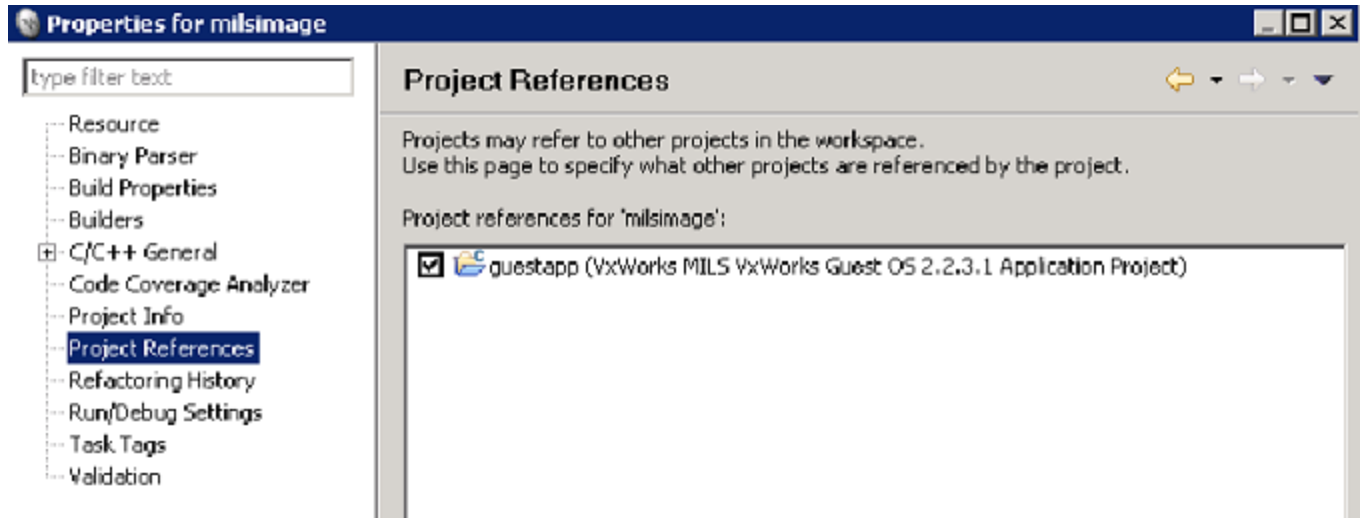 Properties for milsimage
type filter text
Resource
Binary Parser
Build Properties
Builders
C/C++ General
Code Coverage Analyzer
Project Info
Project References
Refactoring History
Run/Debug Settings
Task Tags
Validation
Project References
Projects may refer to other projects in the workspace.
Use this page to specify what other projects are referenced by the project.
Project references for 'milsimage':
guestapp (VxWorks MILS VxWorks Guest OS 2.2.3.1 Application Project)